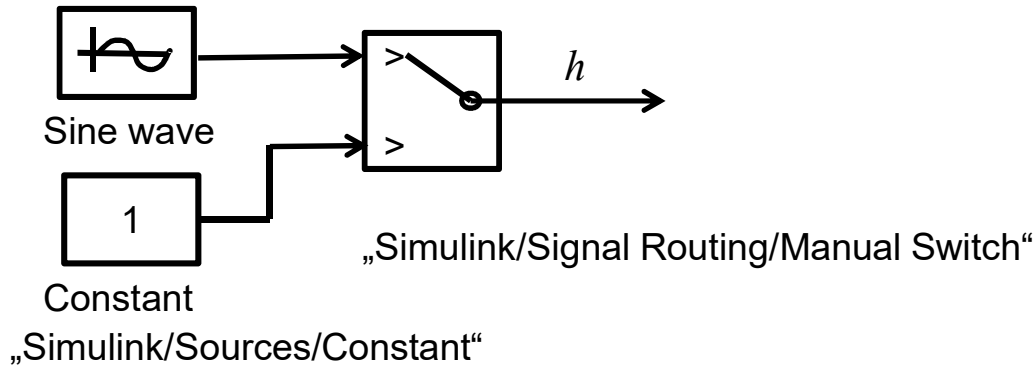 >
h
Sine wave
>
1
„Simulink/Signal Routing/Manual Switch“
Constant
„Simulink/Sources/Constant“